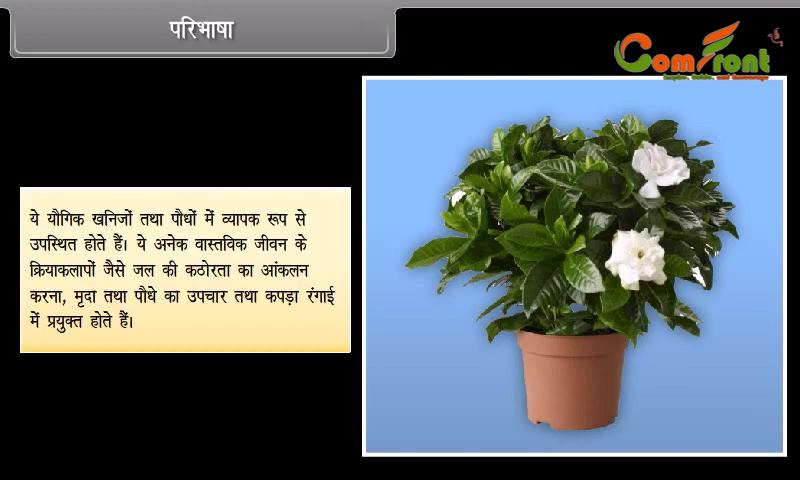 परिभाषा
ComFront
ये यौगिक खनिजों तथा पौधों में व्यापक रूप से
उपस्थित होते हैं। ये अनेक वास्तविक जीवन के
क्रियाकलापों जैसे जल की कठोरता का आंकलन
करना, मृदा तथा पौधे का उपचार तथा कपड़ा रंगाई
में प्रयुक्त होते हैं।